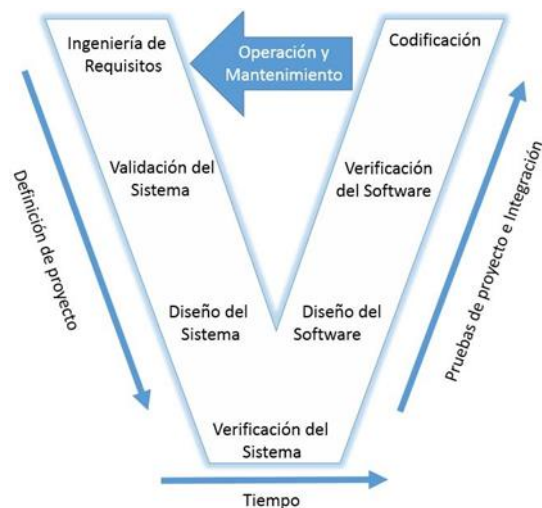 Ingeniería de
Requisitos
Operación y
Mantenimiento
Codificación
Definición de proyecto
Validación del
Sistema
Verificación
del Software
Pruebas de proyecto e Integración
Diseño del
Sistema
Diseño del
Software
Verificación del
Sistema
Tiempo